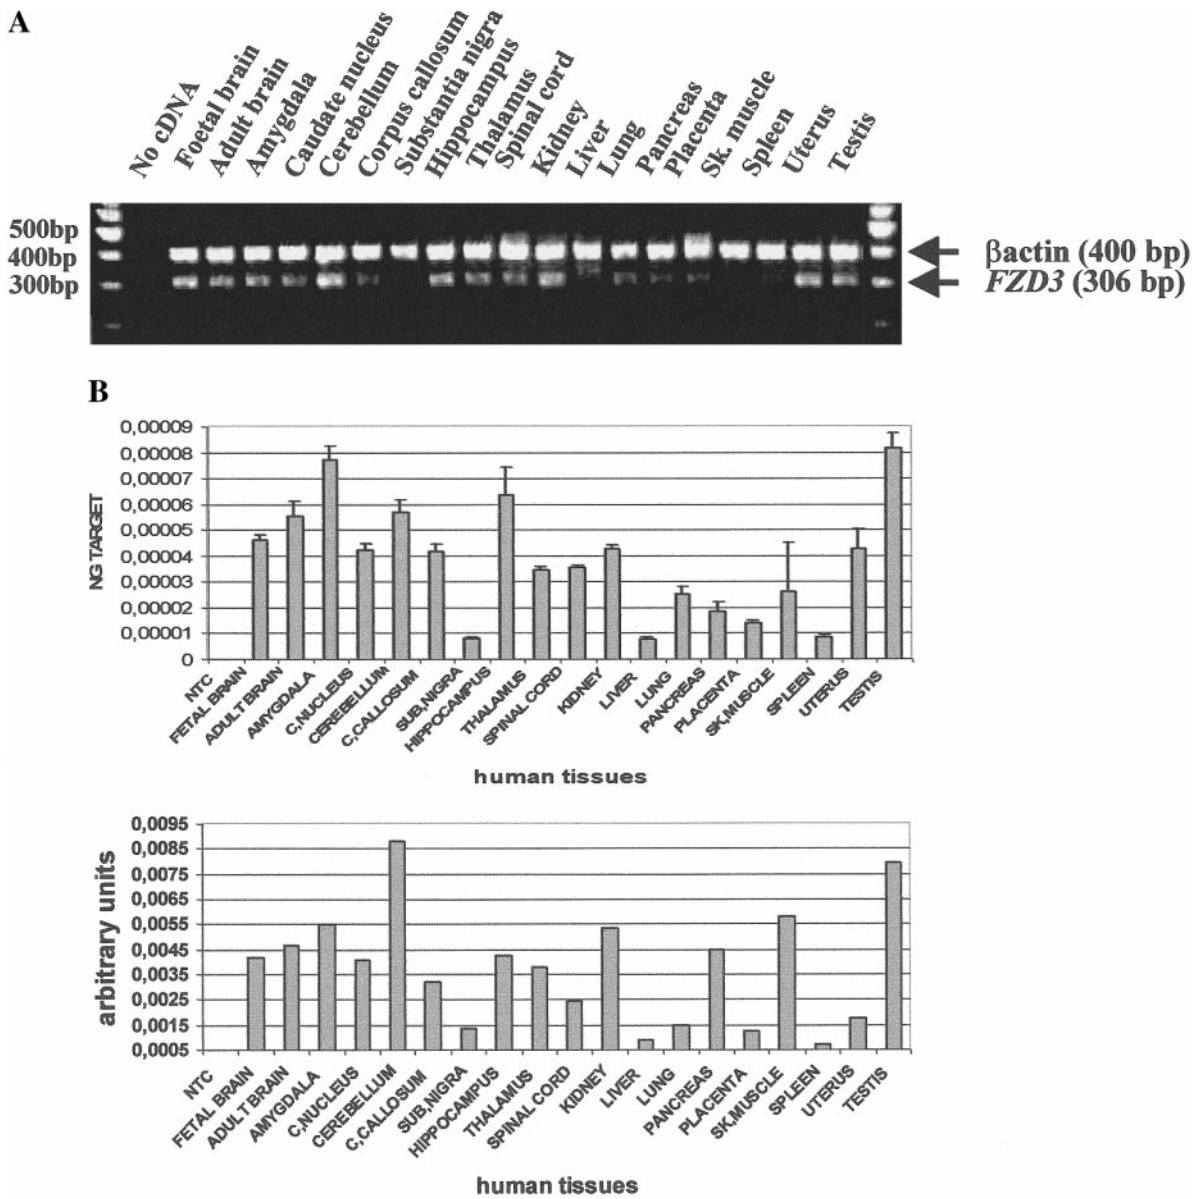 A
No cDNA
Foetal brain
Adult brain
Amygdala
Caudate nucleus
Cerebellum
Corpus callosum
Substantia nigra
Hippocampus
Thalamus
Spinal cord
Kidney
Liver
Lung
Pancreas
Placenta
Sk. muscle
Spleen
Uterus
Testis
500bp
400bp
300bp
βactin (400 bp)
FZD3 (306 bp)
B
NG TARGET
0,00009
0,00008
0,00007
0,00006
0,00005
0,00004
0,00003
0,00002
0,00001
0
NTC
FETAL BRAIN
ADULT BRAIN
AMYGDALA
C,NUCLEUS
CEREBELLUM
C,CALLOSUM
SUB,NIGRA
HIPPOCAMPUS
THALAMUS
SPINAL CORD
KIDNEY
LIVER
LUNG
PANCREAS
PLACENTA
SK,MUSCLE
SPLEEN
UTERUS
TESTIS
human tissues
arbitrary units
0,0095
0,0085
0,0075
0,0065
0,0055
0,0045
0,0035
0,0025
0,0015
0,0005
NTC
FETAL BRAIN
ADULT BRAIN
AMYGDALA
C,NUCLEUS
CEREBELLUM
C,CALLOSUM
SUB,NIGRA
HIPPOCAMPUS
THALAMUS
SPINAL CORD
KIDNEY
LIVER
LUNG
PANCREAS
PLACENTA
SK,MUSCLE
SPLEEN
UTERUS
TESTIS
human tissues